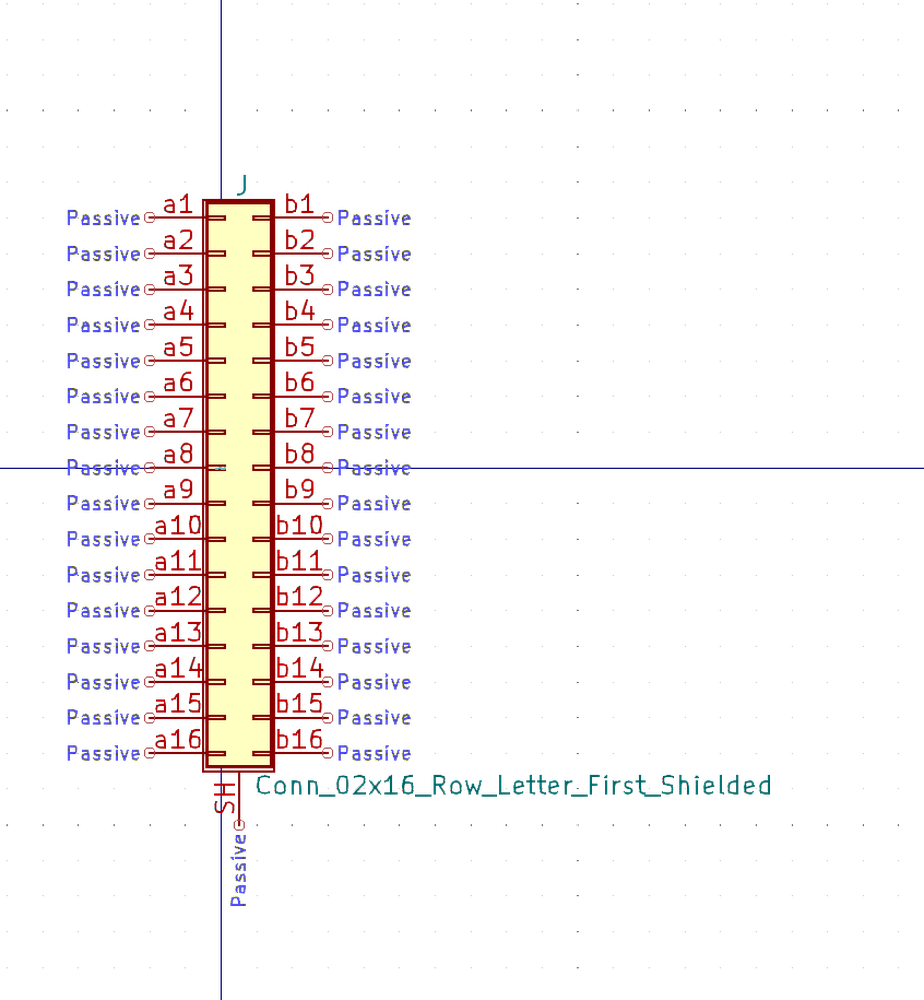 J
Passive a1 b1 Passive
Passive a2 b2 Passive
Passive a3 b3 Passive
Passive a4 b4 Passive
Passive a5 b5 Passive
Passive a6 b6 Passive
Passive a7 b7 Passive
Passive a8 b8 Passive
Passive a9 b9 Passive
Passive a10 b10 Passive
Passive a11 b11 Passive
Passive a12 b12 Passive
Passive a13 b13 Passive
Passive a14 b14 Passive
Passive a15 b15 Passive
Passive a16 b16 Passive
SH
Conn_02x16_Row_Letter_First_Shielded
Passive